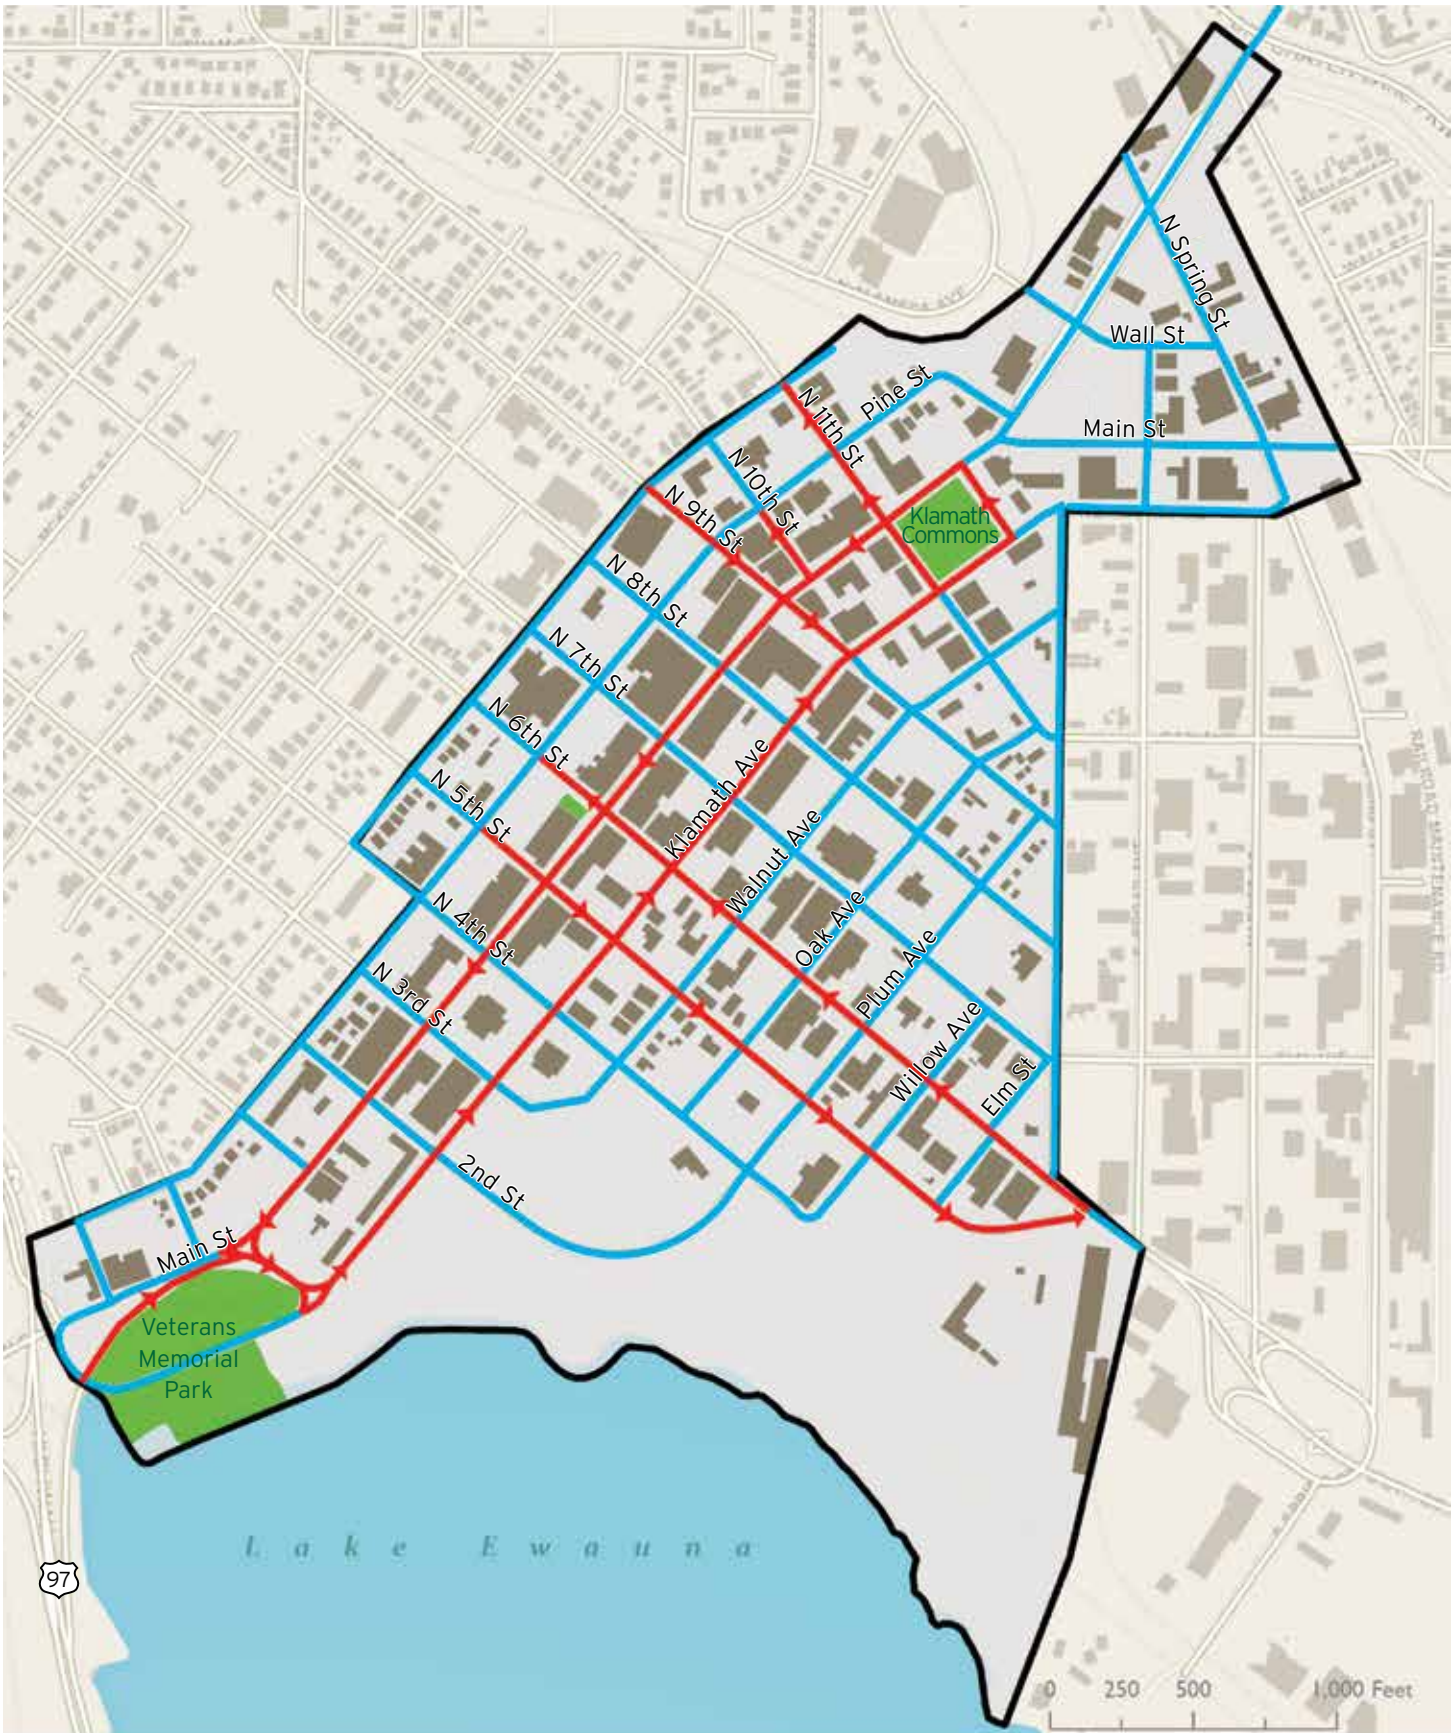 N Spring St
Wall St
Pine St
Main St
N 11th St
N 10th St
Klamath
Commons
N 9th St
N 8th St
N 7th St
N 6th St
Klamath Ave
N 5th St
Walnut Ave
N 4th St
Oak Ave
Plum Ave
N 3rd St
Willow Ave
Elm St
2nd St
Main St
Veterans
Memorial
Park
Lake Ewauna
97
0 250 500 1,000 Feet